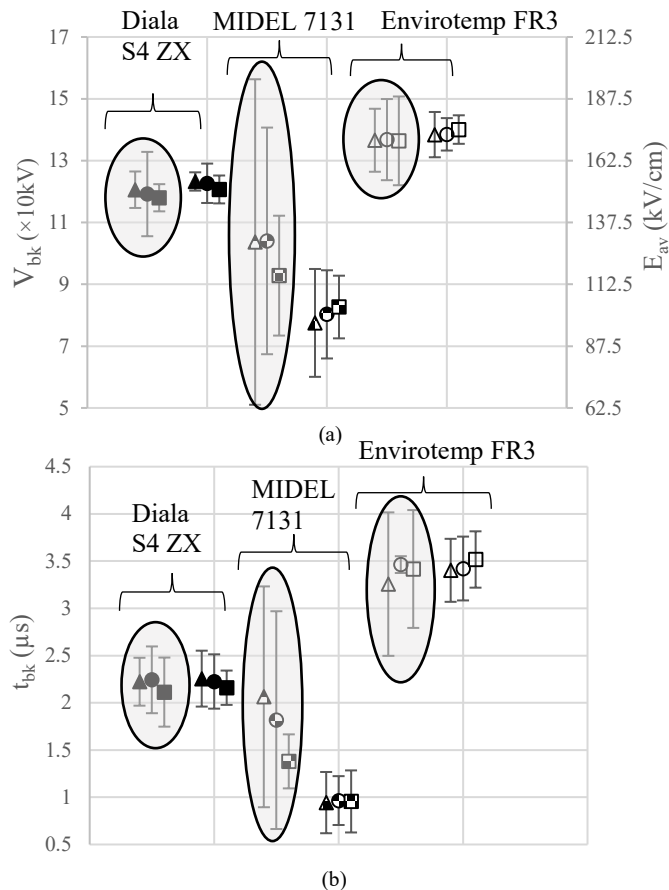 Diala
S4 ZX
MIDEL 7131
Envirotemp FR3
V_bk (×10kV)
17
15
13
11
9
7
5
212.5
187.5
162.5
137.5
112.5
87.5
62.5
E_av (kV/cm)
(a)
Envirotemp FR3
Diala
S4 ZX
MIDEL
7131
t_bk (µs)
4.5
4
3.5
3
2.5
2
1.5
1
0.5
(b)